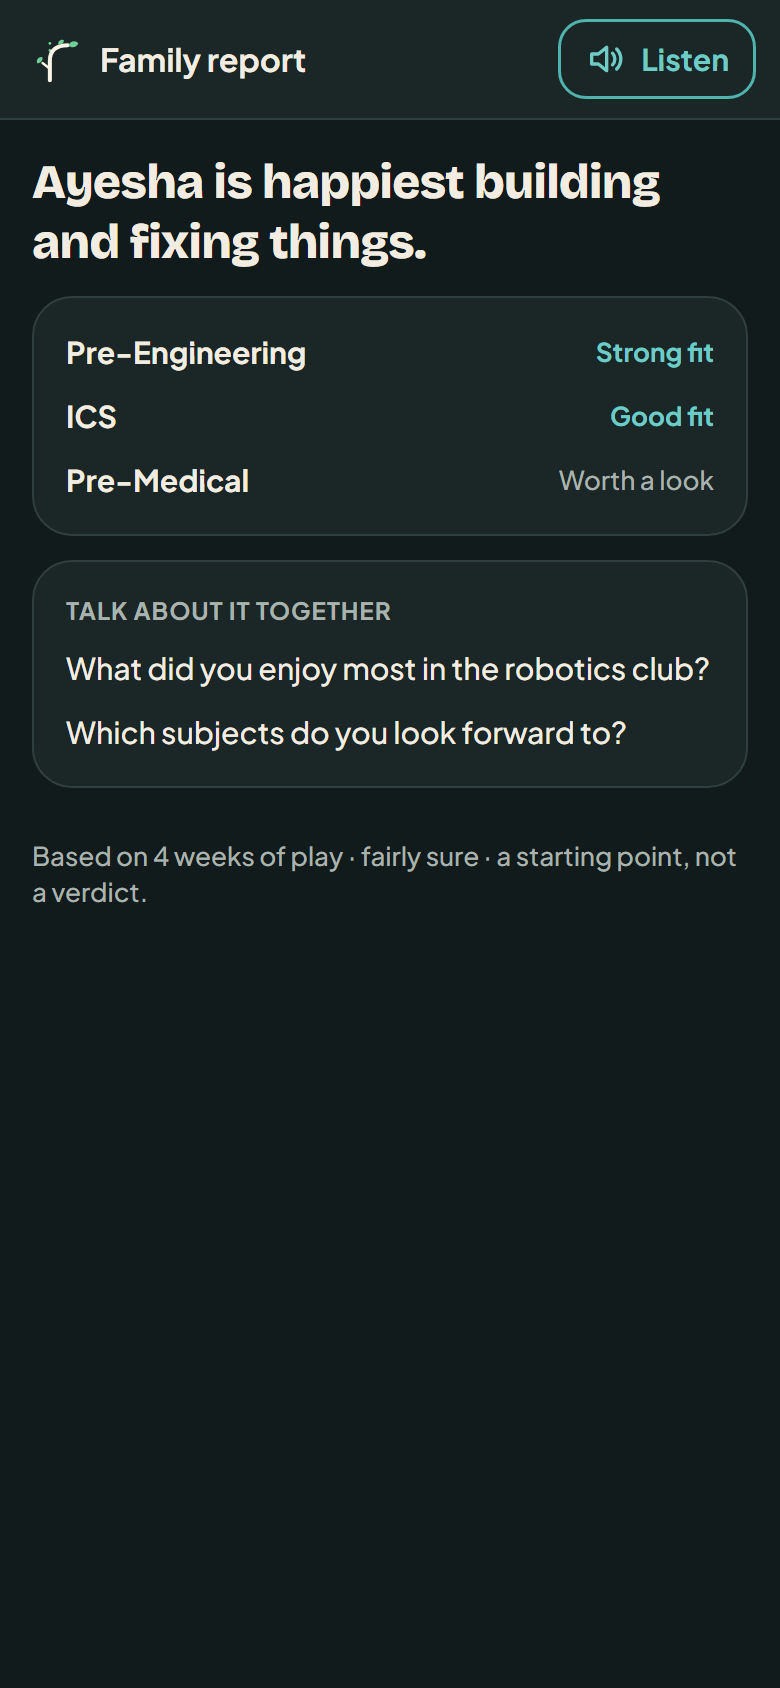 Family report
Listen
Ayesha is happiest building
and fixing things.
Pre-Engineering
Strong fit
ICS
Good fit
Pre-Medical
Worth a look
TALK ABOUT IT TOGETHER
What did you enjoy most in the robotics club?
Which subjects do you look forward to?
Based on 4 weeks of play · fairly sure · a starting point, not
a verdict.